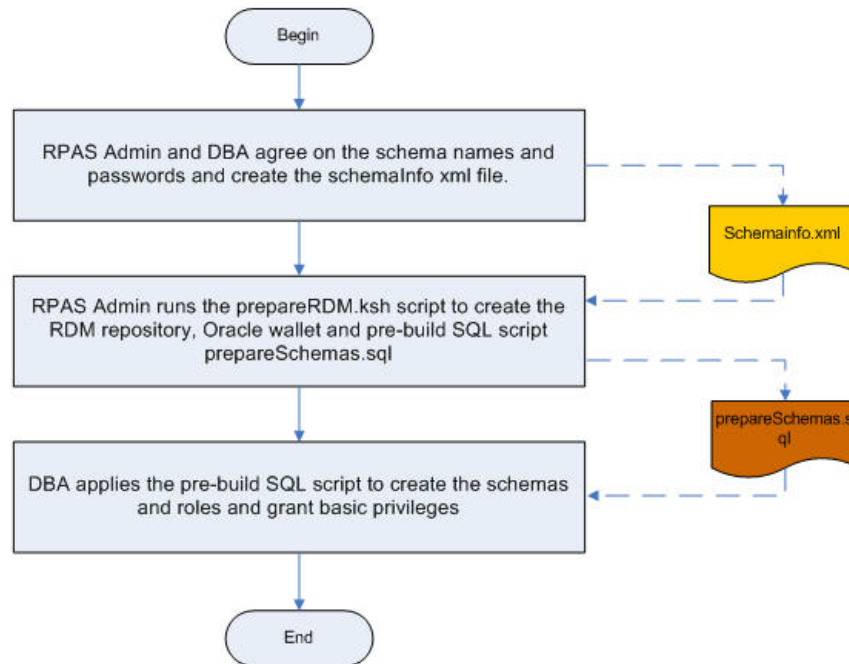 Begin
RPAS Admin and DBA agree on the schema names and
passwords and create the schemaInfo xml file.
Schemainfo.xml
RPAS Admin runs the prepareRDM.ksh script to create the
RDM repository, Oracle wallet and pre-build SQL script
prepareSchemas.sql
prepareSchemas.s
ql
DBA applies the pre-build SQL script to create the schemas
and roles and grant basic privileges
End